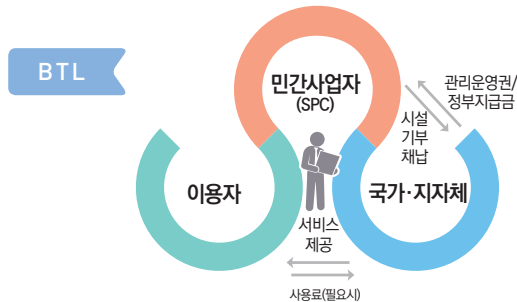 BTL
민간사업자
(SPC)
관리운영권/
정부지급금
시설
기부
채납
이용자
국가·지자체
서비스
제공
사용료(필요시)